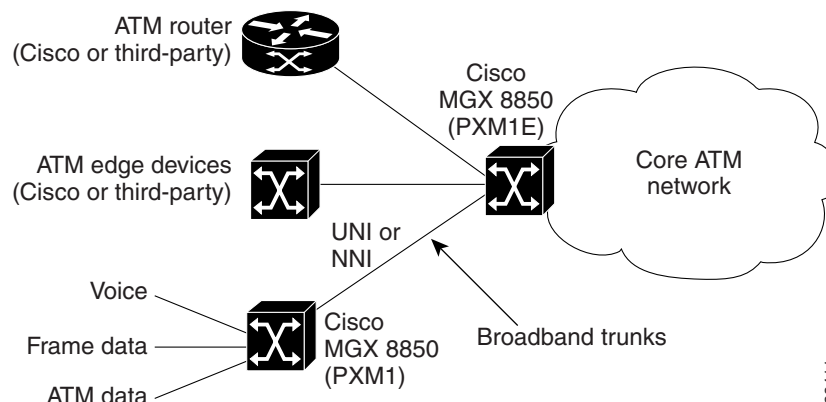 ATM router
(Cisco or third-party)
Cisco
MGX 8850
(PXM1E)
Core ATM
network
ATM edge devices
(Cisco or third-party)
UNI or
NNI
Voice
Frame data
ATM data
Cisco
MGX 8850
(PXM1)
Broadband trunks